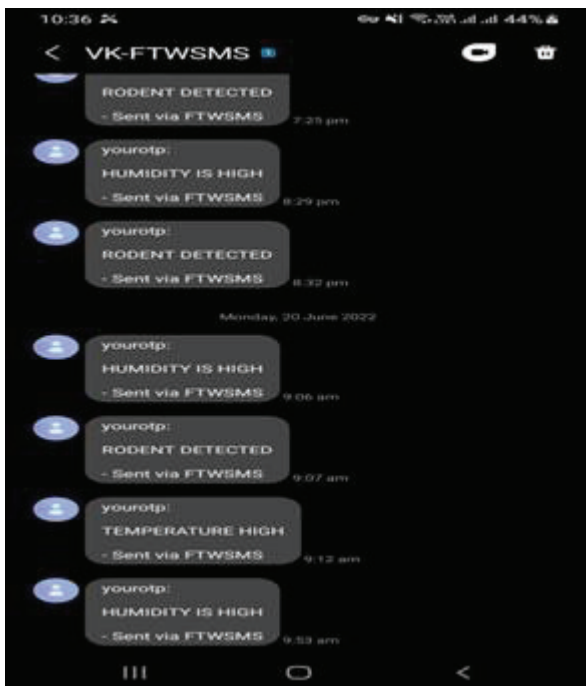 10:36
44%
VK-FTWSMS
RODENT DETECTED
- Sent via FTWSMS
7:25 pm
yourotp:
HUMIDITY IS HIGH
- Sent via FTWSMS
8:29 pm
yourotp:
RODENT DETECTED
- Sent via FTWSMS
8:32 pm
Monday, 20 June 2022
yourotp:
HUMIDITY IS HIGH
- Sent via FTWSMS
9:06 am
yourotp:
RODENT DETECTED
- Sent via FTWSMS
9:07 am
yourotp:
TEMPERATURE HIGH
- Sent via FTWSMS
9:12 am
yourotp:
HUMIDITY IS HIGH
- Sent via FTWSMS
9:53 am